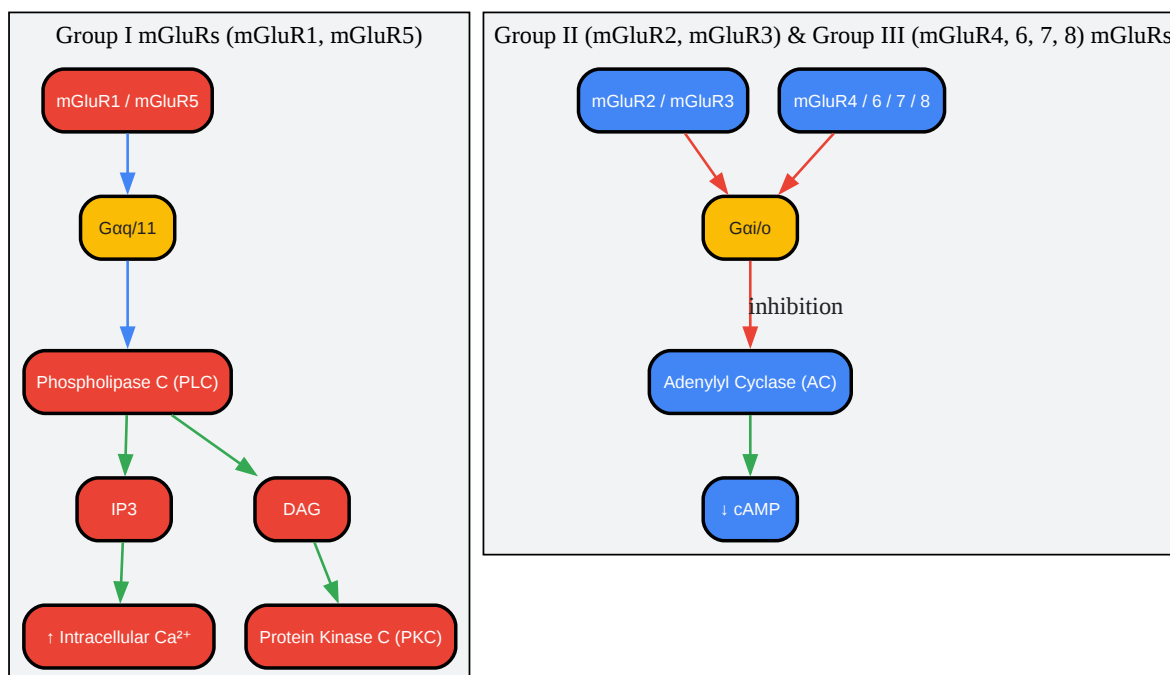 Group I mGluRs (mGluR1, mGluR5)
mGluR1 / mGluR5
Gαq/11
Phospholipase C (PLC)
IP3
DAG
↑ Intracellular Ca²⁺
Protein Kinase C (PKC)
Group II (mGluR2, mGluR3) & Group III (mGluR4, 6, 7, 8) mGluRs
mGluR2 / mGluR3
mGluR4 / 6 / 7 / 8
Gαi/o
inhibition
Adenylyl Cyclase (AC)
↓ cAMP